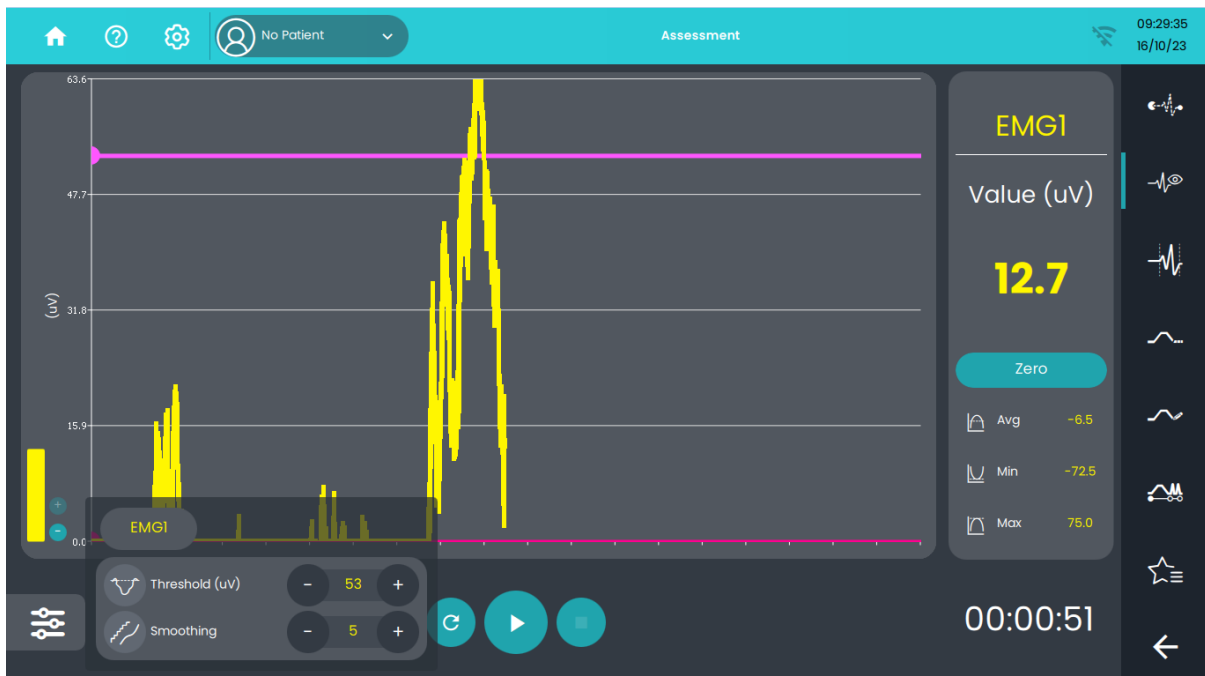 No Patient
Assessment
09:29:35
16/10/23
63.6
47.7
(uV)
31.8
15.9
0.0
+
-
EMG1
Threshold (uV) - 53 +
Smoothing - 5 +
EMG1
Value (uV)
12.7
Zero
Avg -6.5
Min -72.5
Max 75.0
00:00:51